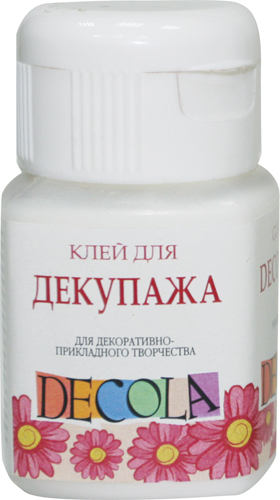 КЛЕЙ ДЛЯ
ДЕКУПАЖА
ДЛЯ ДЕКОРАТИВНО-
ПРИКЛАДНОГО ТВОРЧЕСТВА
DECOLA